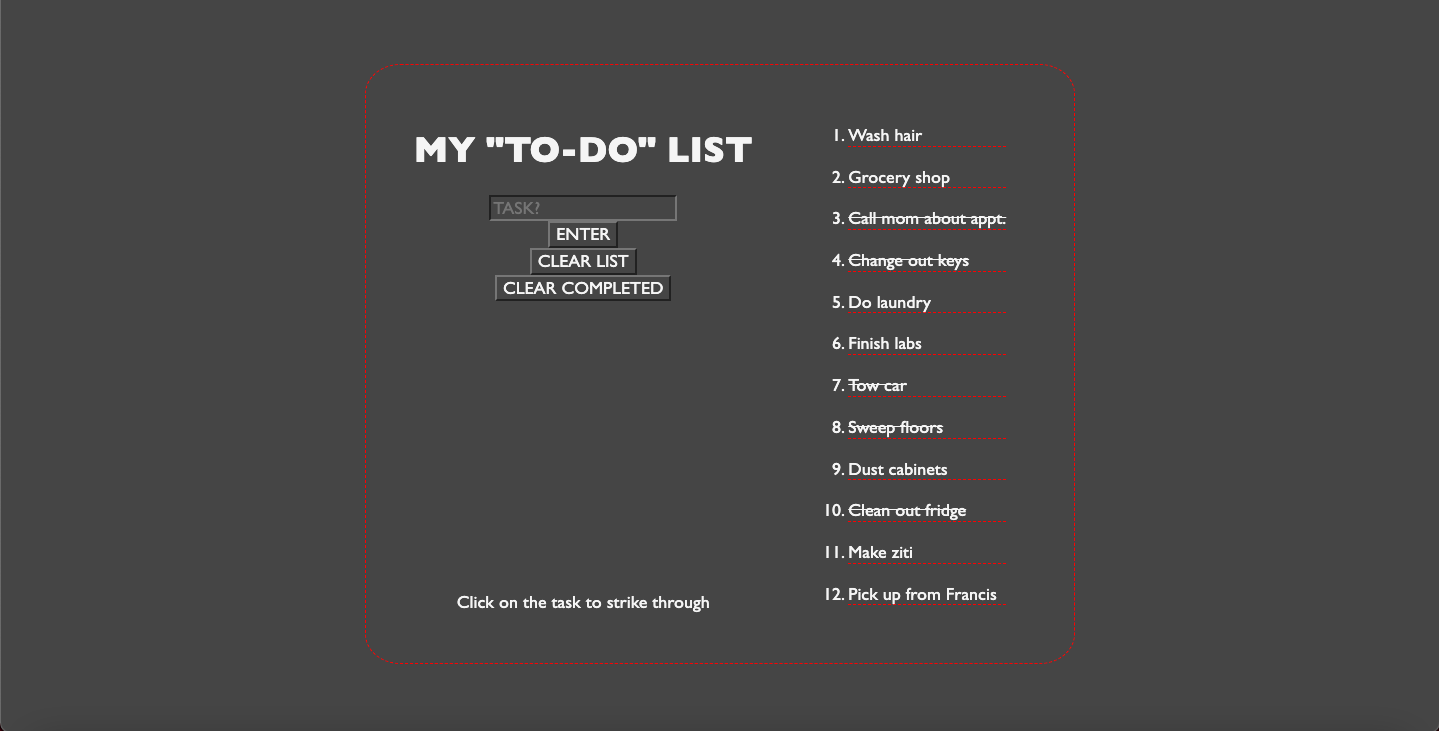 MY "TO-DO" LIST
TASK?
ENTER
CLEAR LIST
CLEAR COMPLETED
Click on the task to strike through
1. Wash hair
2. Grocery shop
3. Call mom about appt.
4. Change out keys
5. Do laundry
6. Finish labs
7. Tow car
8. Sweep floors
9. Dust cabinets
10. Clean out fridge
11. Make ziti
12. Pick up from Francis